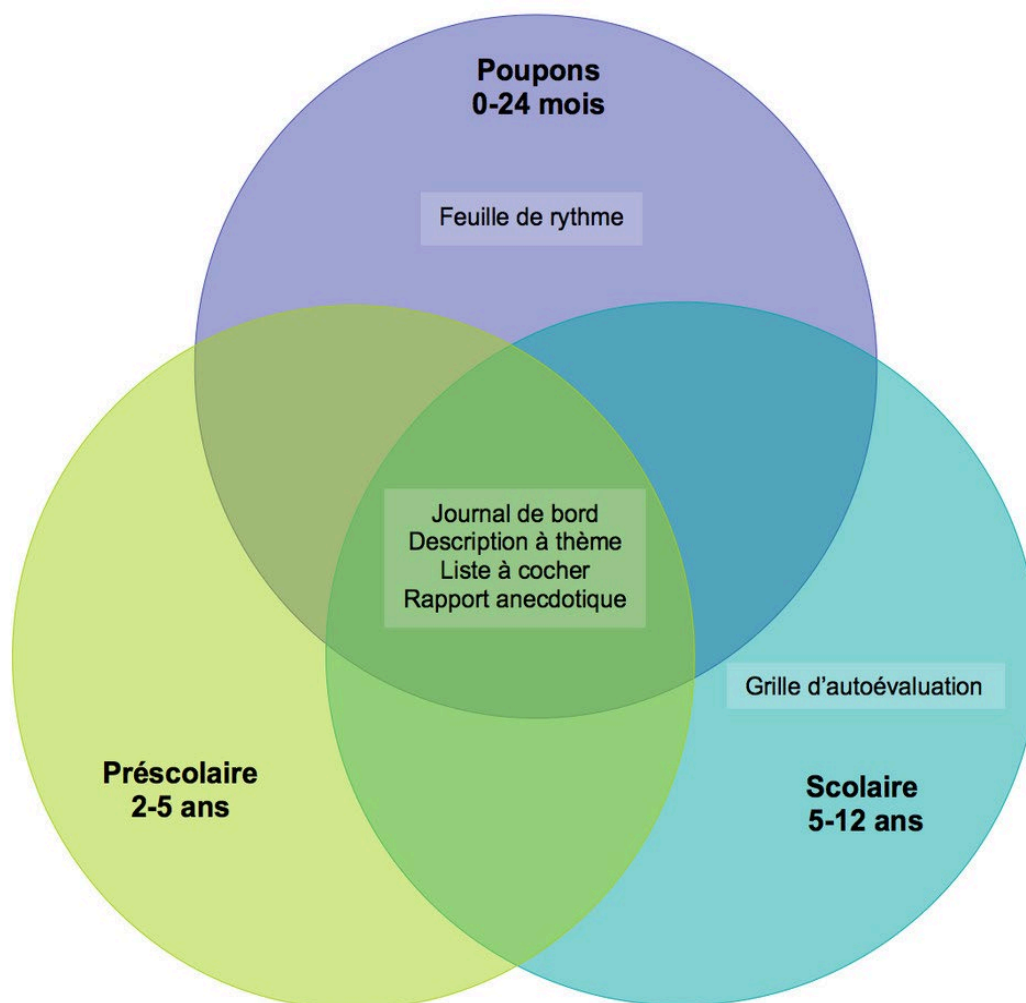 Poupons
0-24 mois
Feuille de rythme
Journal de bord
Description à thème
Liste à cocher
Rapport anecdotique
Grille d'autoévaluation
Préscolaire
2-5 ans
Scolaire
5-12 ans